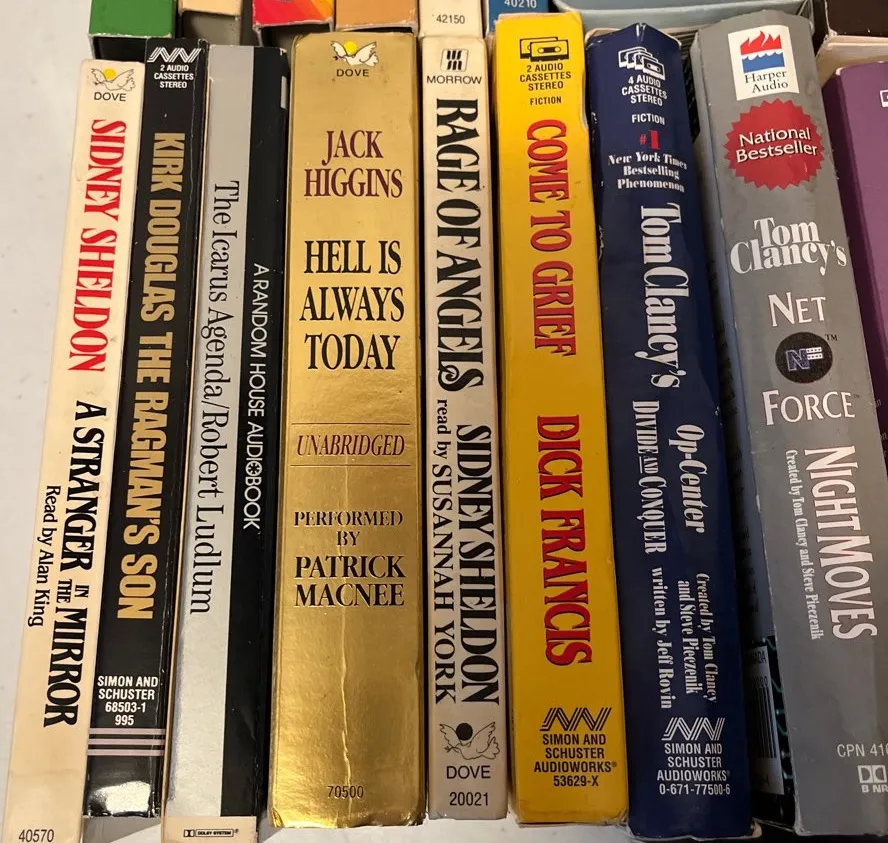 42150
40210
DOVE
SIDNEY SHELDON
A STRANGER IN THE MIRROR
Read by Alan King
40570
2 AUDIO
CASSETTES
STEREO
KIRK DOUGLAS THE RAGMAN'S SON
SIMON AND
SCHUSTER
68503-1
995
The Icarus Agenda/Robert Ludlum
A RANDOM HOUSE AUDIOBOOK
DOLBY SYSTEM
DOVE
JACK
HIGGINS
HELL IS
ALWAYS
TODAY
UNABRIDGED
PERFORMED
BY
PATRICK
MACNEE
70500
MORROW
RAGE OF ANGELS
SIDNEY SHELDON
read by SUSANNAH YORK
DOVE
20021
2 AUDIO
CASSETTES
STEREO
FICTION
COME TO GRIEF
DICK FRANCIS
SIMON AND
SCHUSTER
AUDIOWORKS®
53629-X
4 AUDIO
CASSETTES
STEREO
FICTION
#1
New York Times
Bestselling
Phenomenon
Tom Clancy's
Op-Center
DIVIDE AND CONQUER
Created by Tom Clancy
and Steve Pieczenik
written by Jeff Rovin
SIMON AND
SCHUSTER
AUDIOWORKS®
0-671-77500-6
Harper
Audio
National
Bestseller
Tom
Clancy's
NET
NF
TM
FORCE
NIGHT MOVES
Created by Tom Clancy and Steve Pieczenik